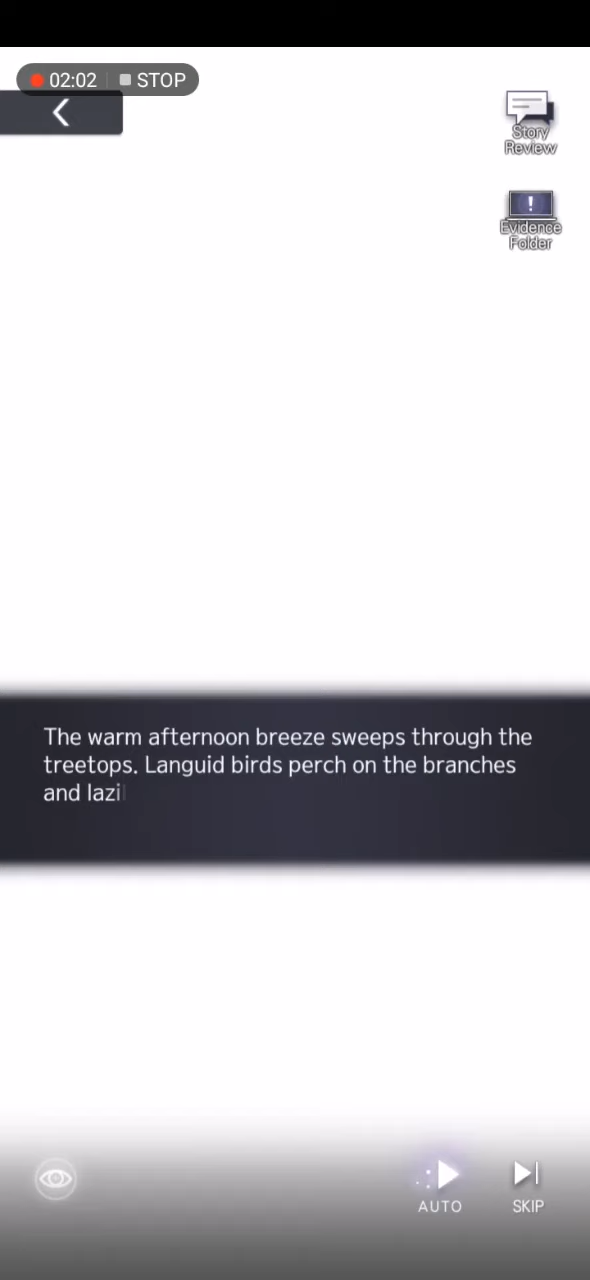 02:02 STOP
Story
Review
!
Evidence
Folder
The warm afternoon breeze sweeps through the
treetops. Languid birds perch on the branches
and lazi
AUTO
SKIP